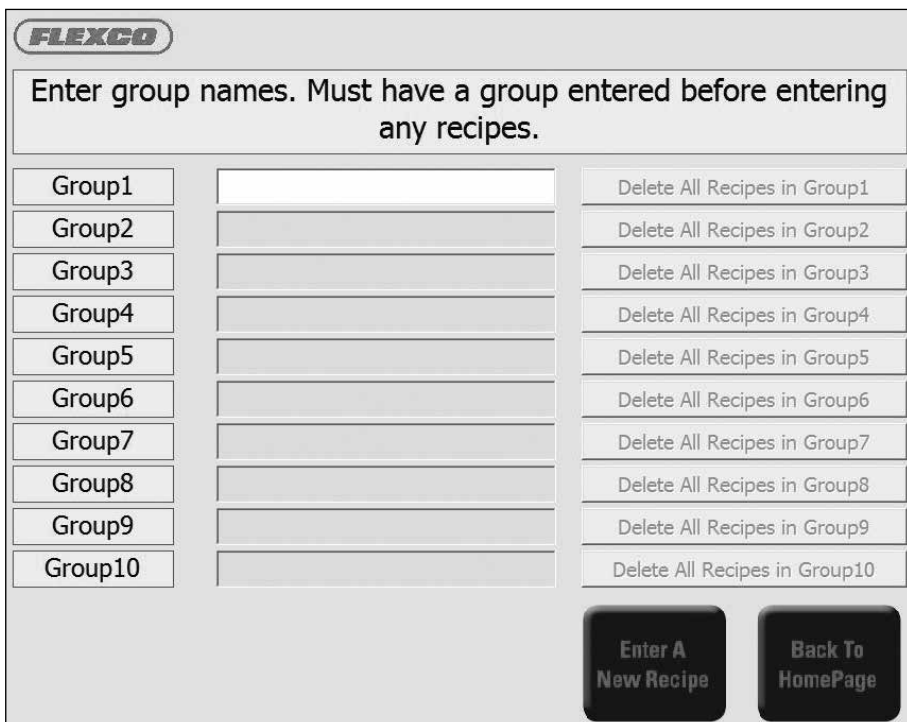 FLEXCO
Enter group names. Must have a group entered before entering
any recipes.
Group1 Delete All Recipes in Group1
Group2 Delete All Recipes in Group2
Group3 Delete All Recipes in Group3
Group4 Delete All Recipes in Group4
Group5 Delete All Recipes in Group5
Group6 Delete All Recipes in Group6
Group7 Delete All Recipes in Group7
Group8 Delete All Recipes in Group8
Group9 Delete All Recipes in Group9
Group10 Delete All Recipes in Group10
Enter A
New Recipe
Back To
HomePage